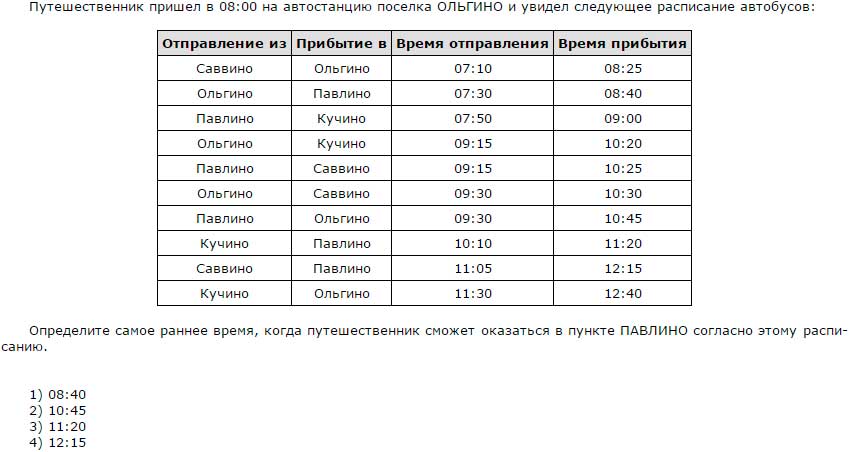 Путешественник пришел в 08:00 на автостанцию поселка ОЛЬГИНО и увидел следующее расписание автобусов:
Отправление из Прибытие в Время отправления Время прибытия
Саввино Ольгино 07:10 08:25
Ольгино Павлино 07:30 08:40
Павлино Кучино 07:50 09:00
Ольгино Кучино 09:15 10:20
Павлино Саввино 09:15 10:25
Ольгино Саввино 09:30 10:30
Павлино Ольгино 09:30 10:45
Кучино Павлино 10:10 11:20
Саввино Павлино 11:05 12:15
Кучино Ольгино 11:30 12:40
Определите самое раннее время, когда путешественник сможет оказаться в пункте ПАВЛИНО согласно этому распи-
санию.
1) 08:40
2) 10:45
3) 11:20
4) 12:15